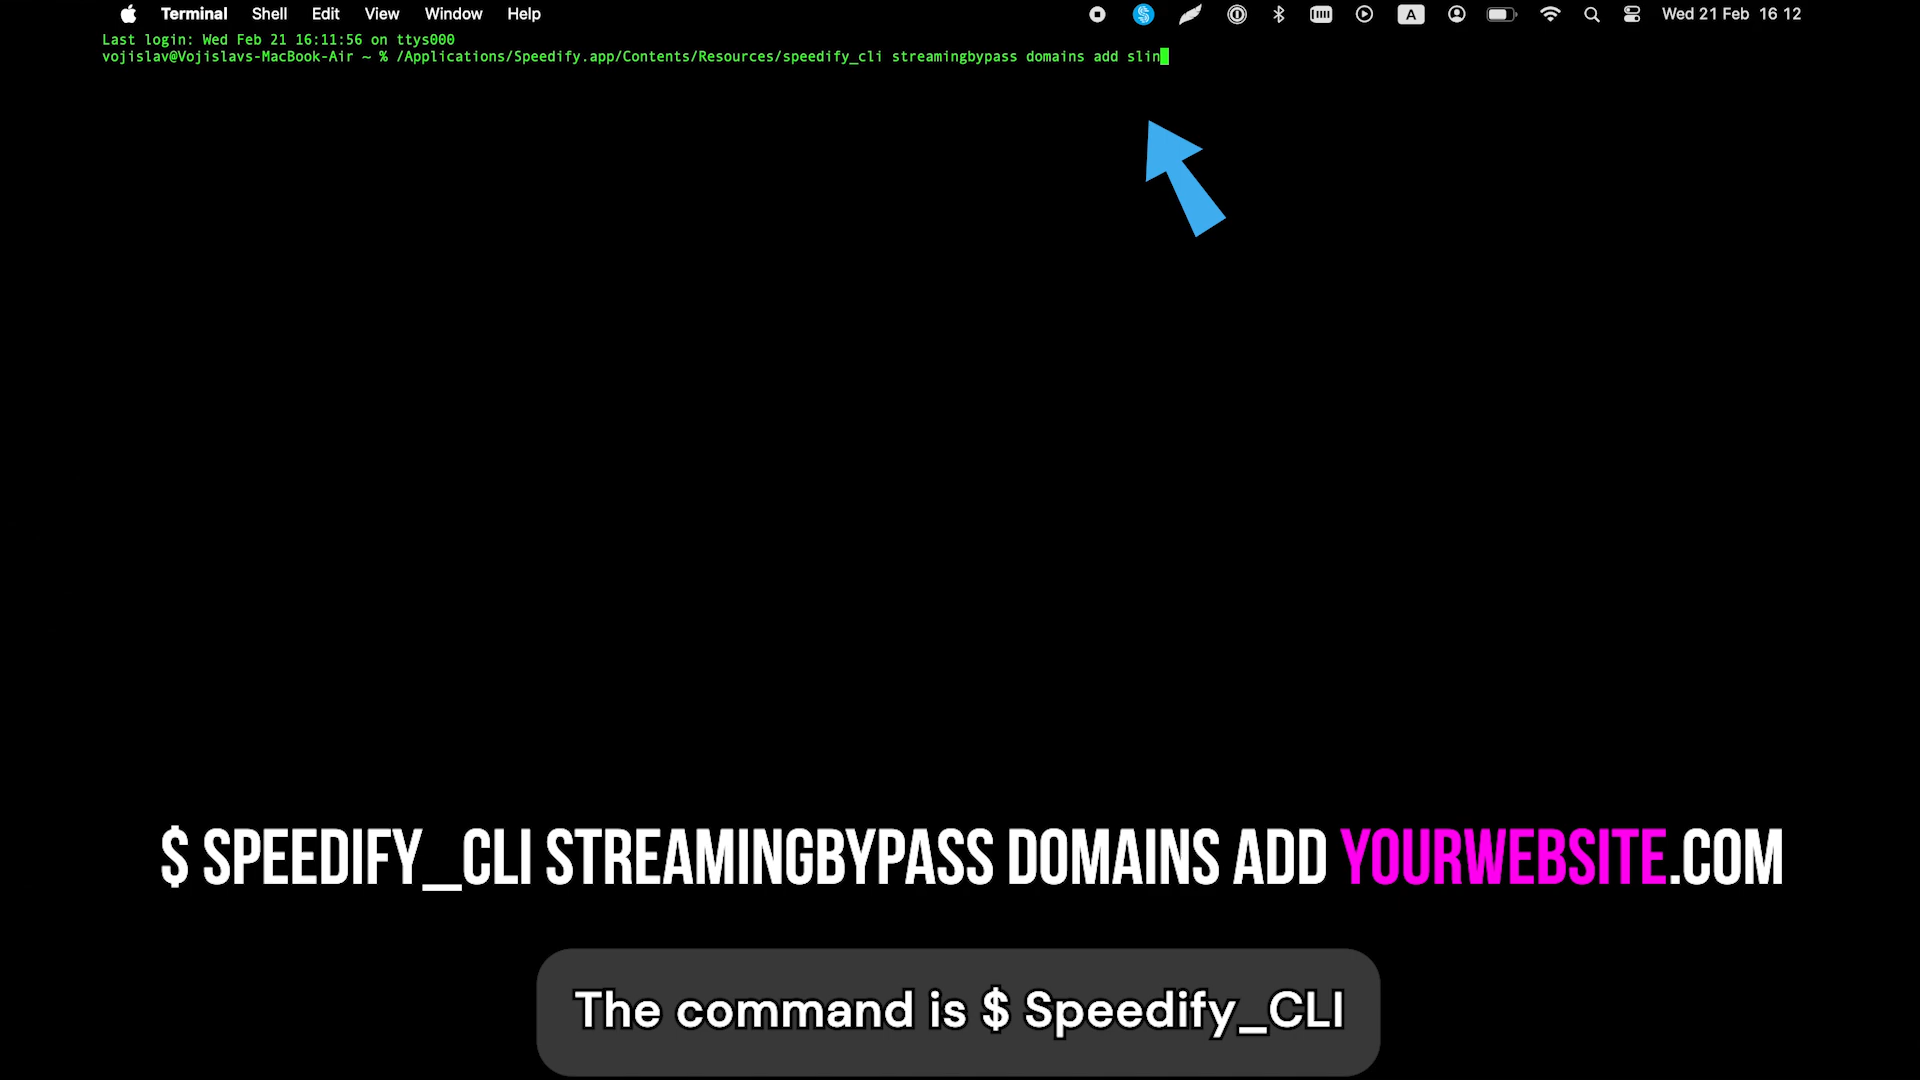 Terminal Shell Edit View Window Help A Wed 21 Feb 16 12
Last login: Wed Feb 21 16:11:56 on ttys000
vojislav@Vojislavs-MacBook-Air ~ % /Applications/Speedify.app/Contents/Resources/speedify_cli streamingbypass domains add slin
$ SPEEDIFY_CLI STREAMINGBYPASS DOMAINS ADD YOURWEBSITE.COM
The command is $ Speedify_CLI